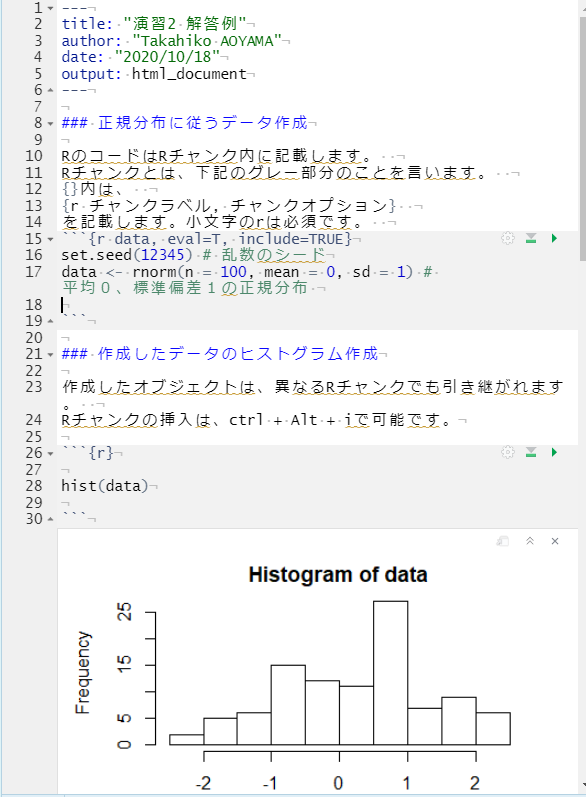 1 ---
2 title: "演習2 解答例"
3 author: "Takahiko AOYAMA"
4 date: "2020/10/18"
5 output: html_document
6 ---
7
8 ### 正規分布に従うデータ作成
9
10 RのコードはRチャンク内に記載します。
11 Rチャンクとは、下記のグレー部分のことを言います。
12 {}内は、
13 {r チャンクラベル, チャンクオプション}
14 を記載します。小文字のrは必須です。
15 ```{r data, eval=T, include=TRUE}
16 set.seed(12345) # 乱数のシード
17 data <- rnorm(n = 100, mean = 0, sd = 1) #
平均０、標準偏差１の正規分布
18
19 ```
20
21 ### 作成したデータのヒストグラム作成
22
23 作成したオブジェクトは、異なるRチャンクでも引き継がれます
。
24 Rチャンクの挿入は、ctrl + Alt + iで可能です。
25
26 ```{r}
27
28 hist(data)
29
30 ```
Histogram of data
Frequency
25
15
5
0
-2 -1 0 1 2